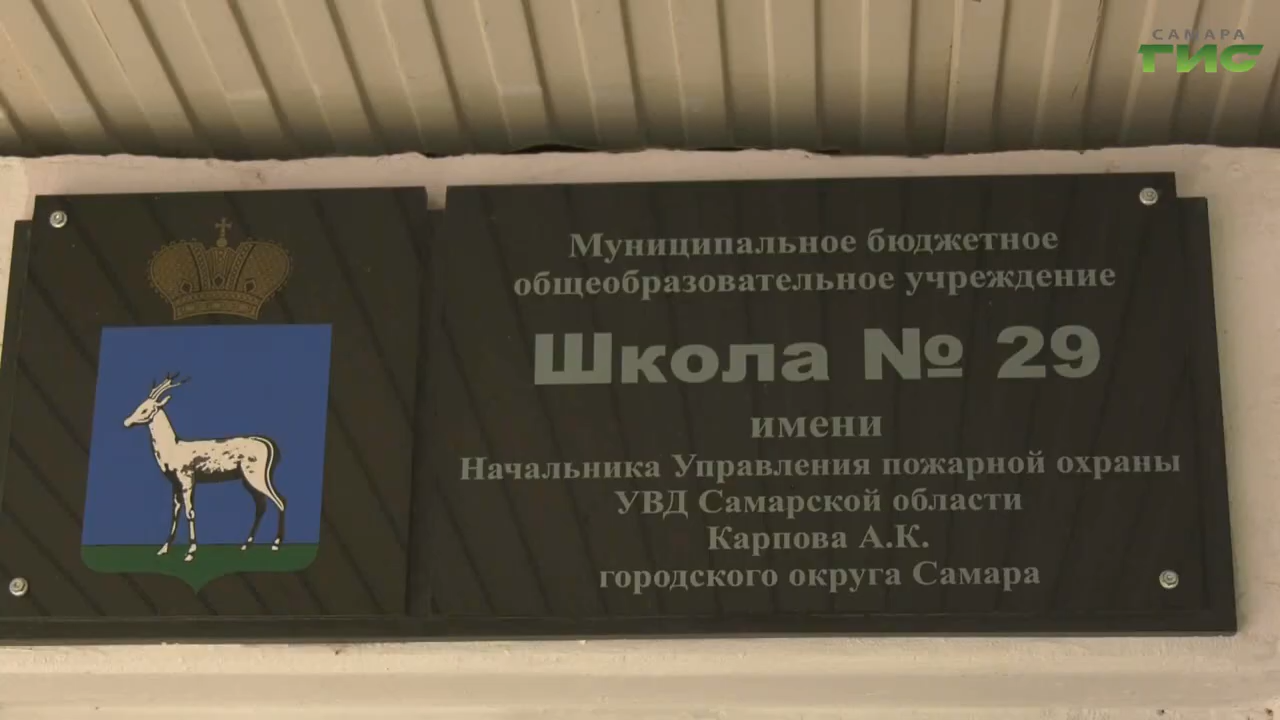 САМАРА
ГИС
Муниципальное бюджетное
общеобразовательное учреждение
Школа № 29
имени
Начальника Управления пожарной охраны
УВД Самарской области
Карпова А.К.
городского округа Самара